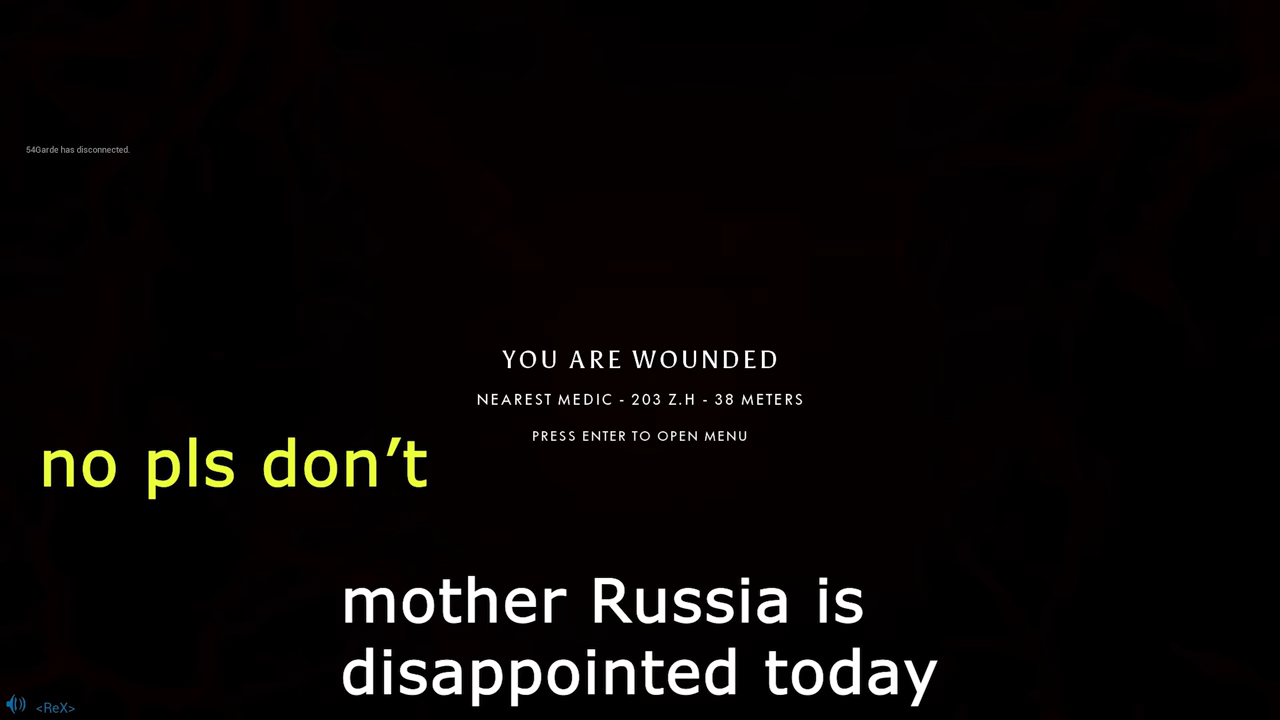 54Garde has disconnected.
YOU ARE WOUNDED
NEAREST MEDIC - 203 Z.H - 38 METERS
PRESS ENTER TO OPEN MENU
no pls don’t
mother Russia is
disappointed today
<ReX>